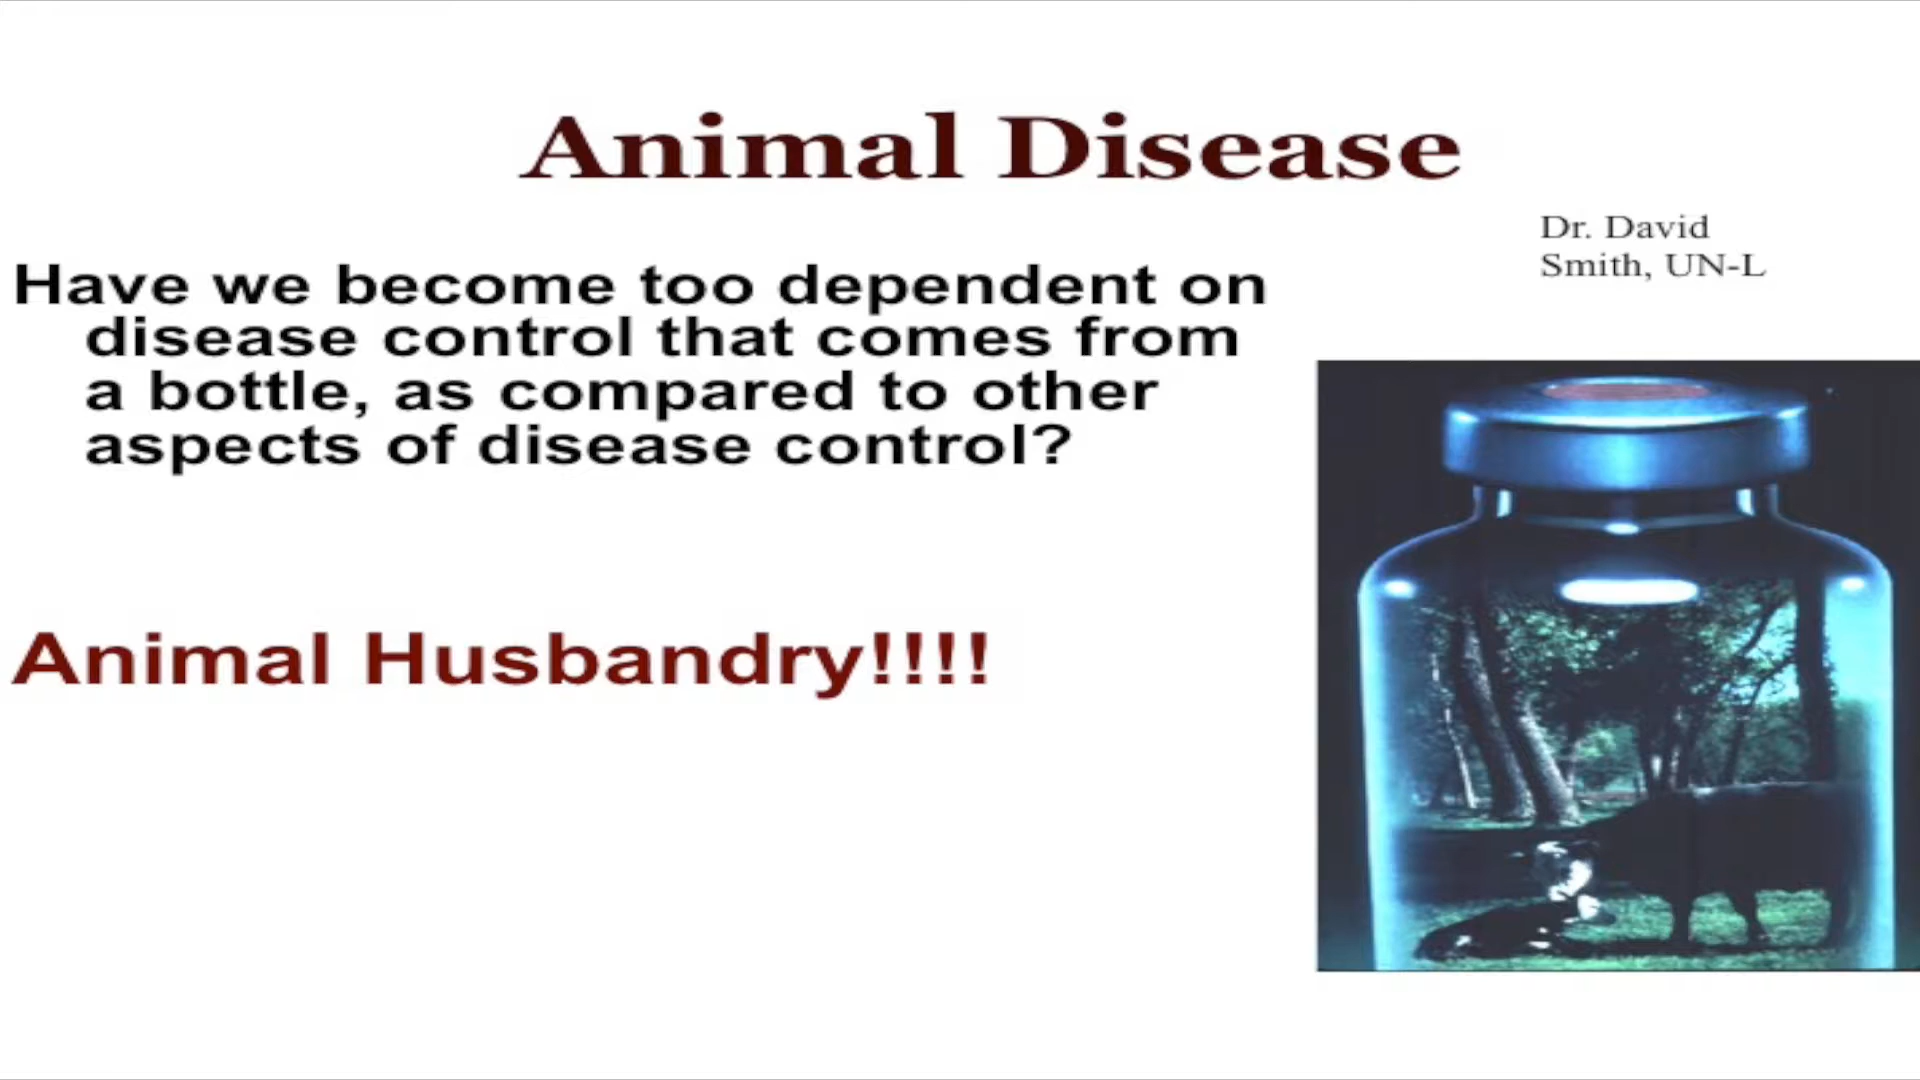 Animal Disease
Dr. David
Smith, UN-L
Have we become too dependent on
disease control that comes from
a bottle, as compared to other
aspects of disease control?
Animal Husbandry!!!!